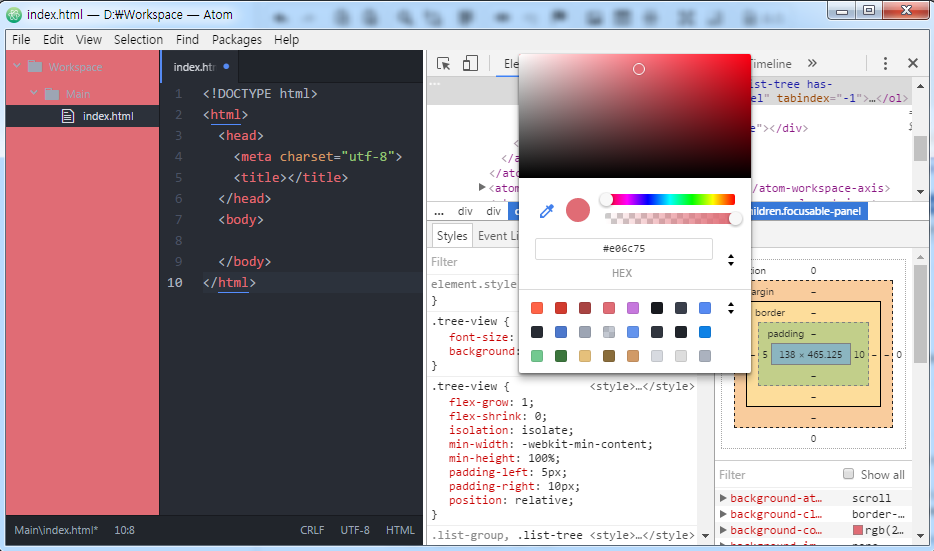 index.html — D:₩Workspace — Atom
File Edit View Selection Find Packages Help
Workspace
Main
index.html
index.ht
1 <!DOCTYPE html>
2 <html>
3 <head>
4 <meta charset="utf-8">
5 <title></title>
6 </head>
7 <body>
8
9 </body>
10 </html>
Main\index.html* 10:8 CRLF UTF-8 HTML
Ele
imeline »
ist-tree has-
el" tabindex="-1">…</ol>
e"></div>
</a
</ato
<atom /atom-workspace-axis>
... div div hildren.focusable-panel
Styles Event Li
Filter
element.style
}
.tree-view {
font-size:
background:
}
.tree-view { <style>…</style>
flex-grow: 1;
flex-shrink: 0;
isolation: isolate;
min-width: -webkit-min-content;
min-height: 100%;
padding-left: 5px;
padding-right: 10px;
position: relative;
}
.list-group, .list-tree <style>…</style>
#e06c75
HEX
tion 0
argin –
border –
padding –
– 5 138 × 465.125 10 – – 0
–
–
–
0
Filter Show all
background-at… scroll
background-cl… border-…
background-co… rgb(2…